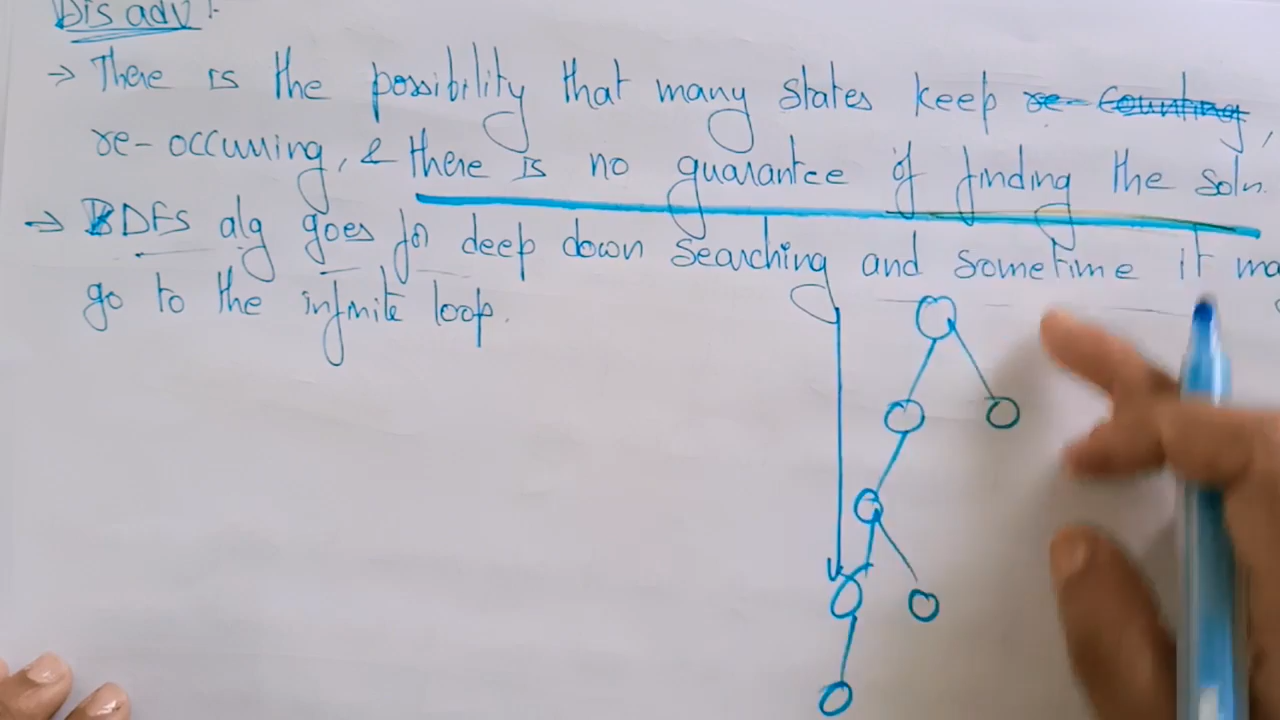 Dis adv :-
→ There is the possibility that many states keep re-counting,
re-occuring, & there is no guarantee of finding the soln.
→ DFS alg goes for deep down searching and sometime it
go to the infinite loop.